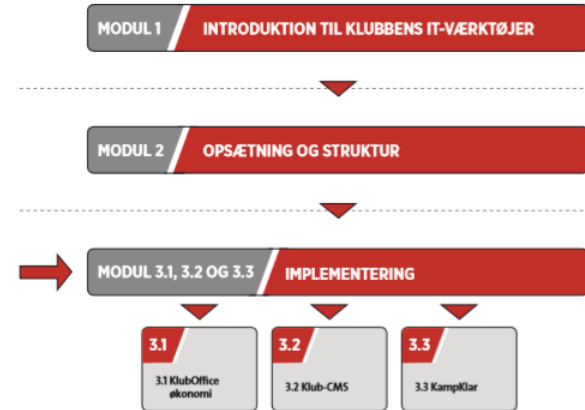 MODUL 1 INTRODUKTION TIL KLUBBENS IT-VÆRKTØJER
MODUL 2 OPSÆTNING OG STRUKTUR
MODUL 3.1, 3.2 OG 3.3 IMPLEMENTERING
3.1
3.1 KlubOffice
økonomi
3.2
3.2 Klub-CMS
3.3
3.3 KampKlar